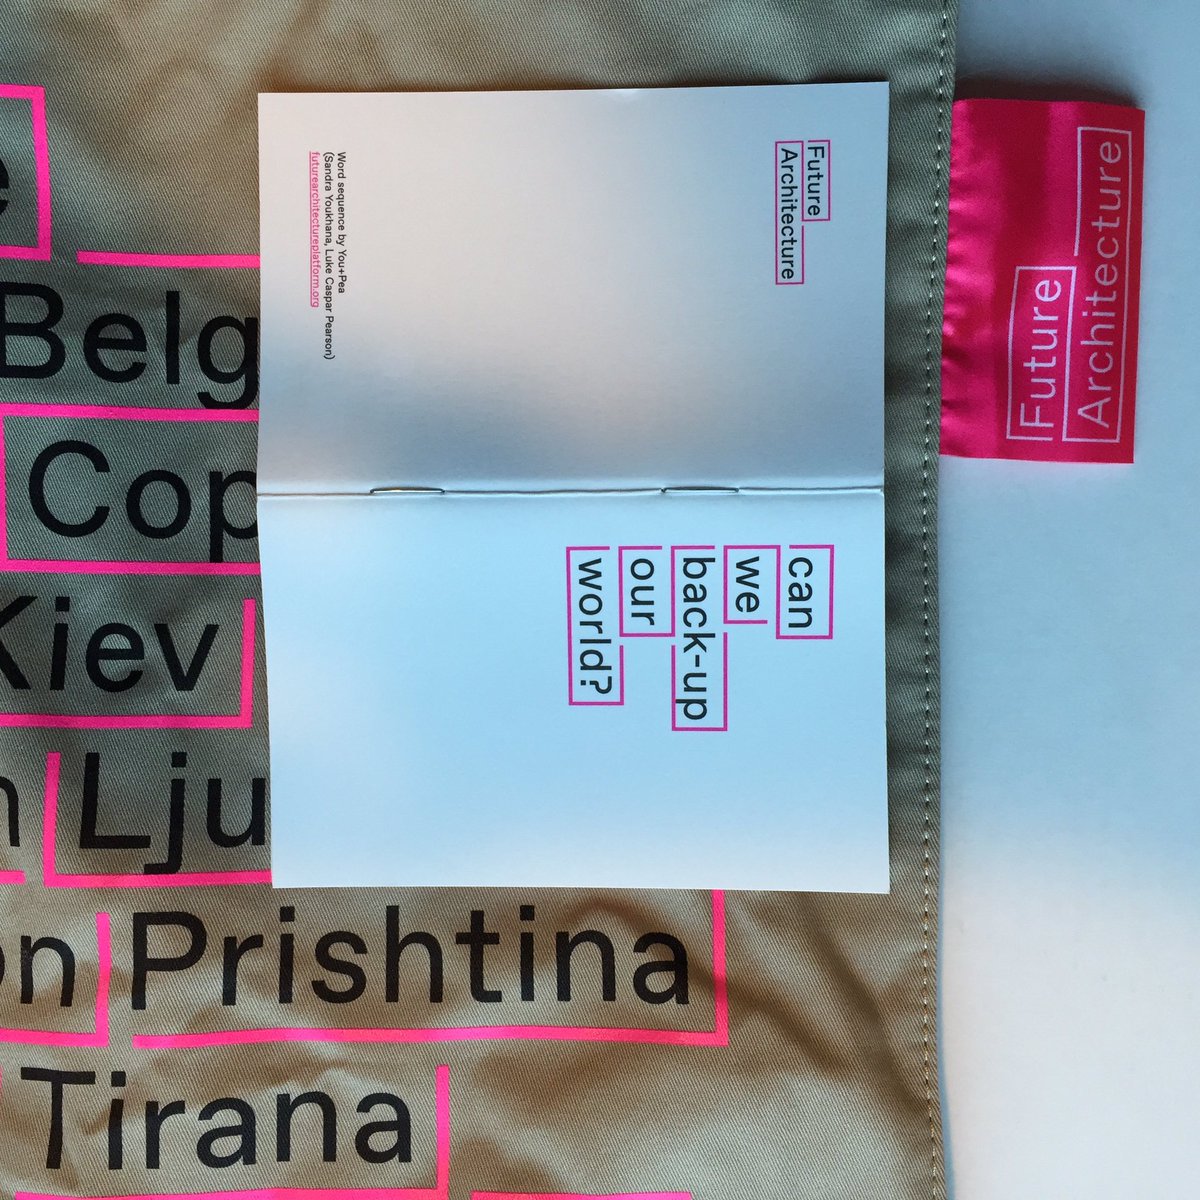 Future
Architecture
Word sequence by You+Pea
(Sandra Youkhana, Luke Caspar Pearson)
futurearchitectureplatform.org
can
we
back-up
our
world?
Future
Architecture
Belg
Cop
Kiev
Lju
Prishtina
Tirana